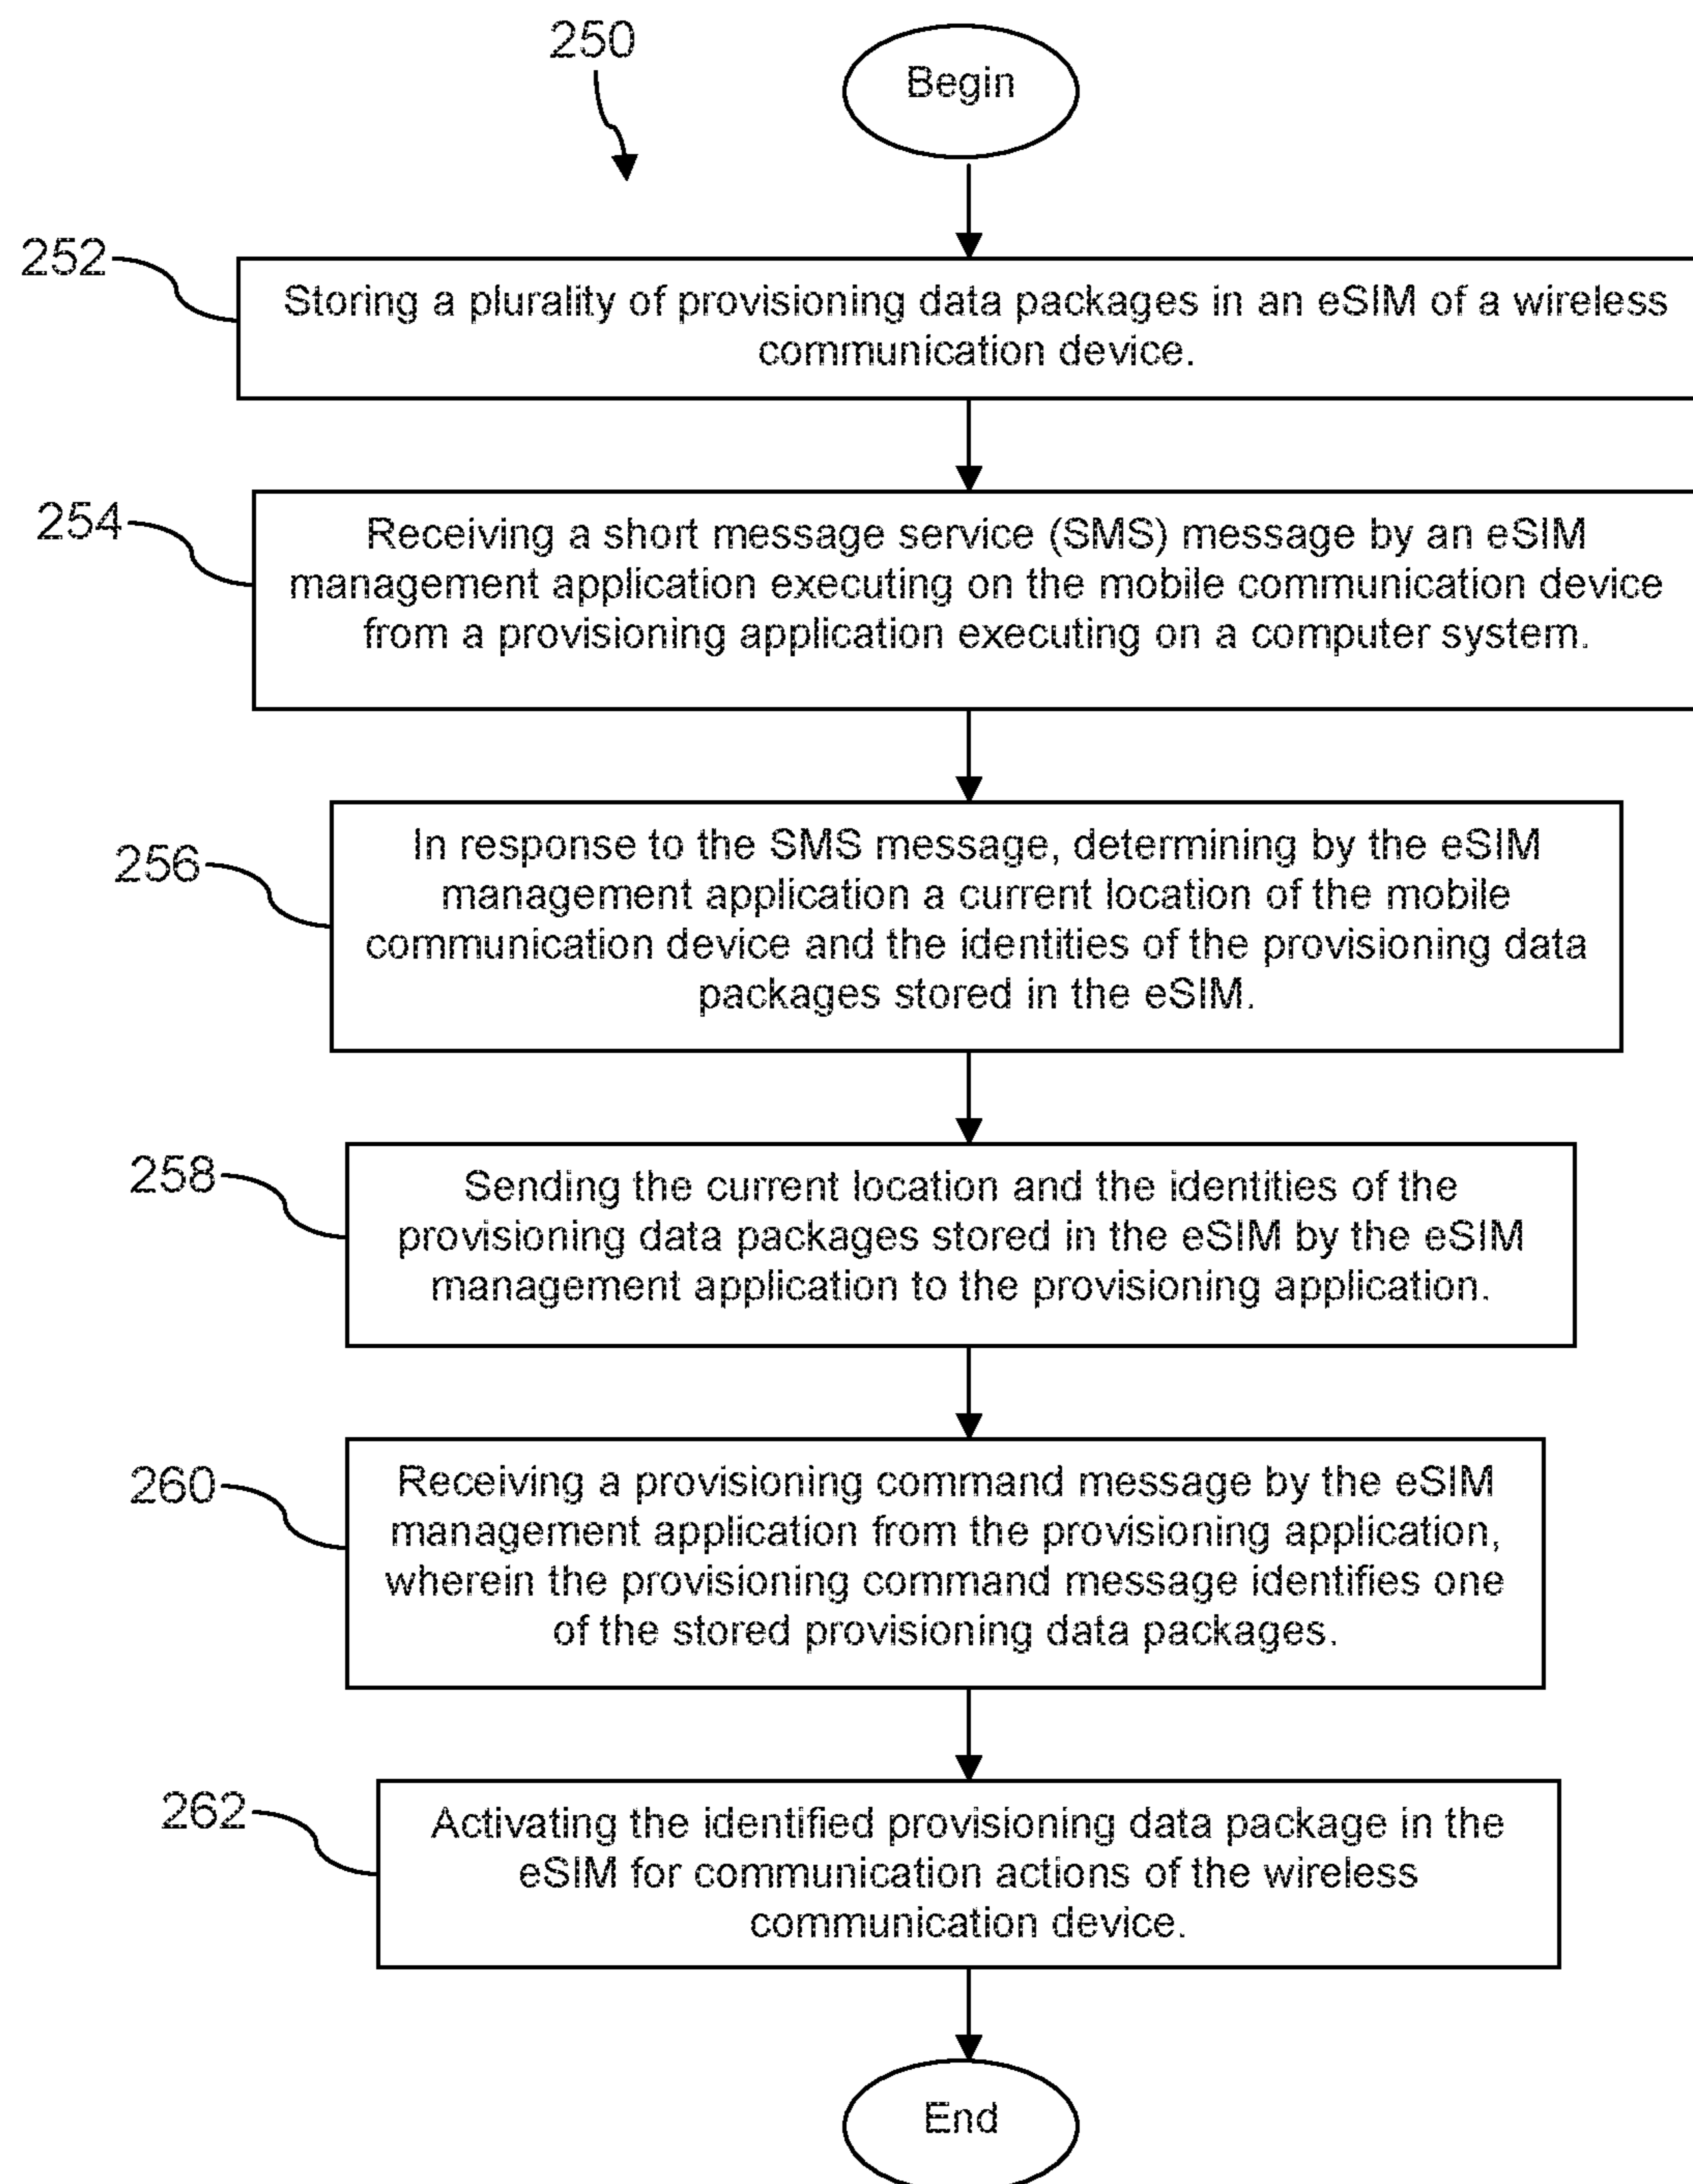 250
Begin
252
Storing a plurality of provisioning data packages in an eSIM of a wireless
communication device.
254
Receiving a short message service (SMS) message by an eSIM
management application executing on the mobile communication device
from a provisioning application executing on a computer system.
256
In response to the SMS message, determining by the eSIM
management application a current location of the mobile
communication device and the identities of the provisioning data
packages stored in the eSIM.
258
Sending the current location and the identities of the
provisioning data packages stored in the eSIM by the eSIM
management application to the provisioning application.
260
Receiving a provisioning command message by the eSIM
management application from the provisioning application,
wherein the provisioning command message identifies one
of the stored provisioning data packages.
262
Activating the identified provisioning data package in the
eSIM for communication actions of the wireless
communication device.
End